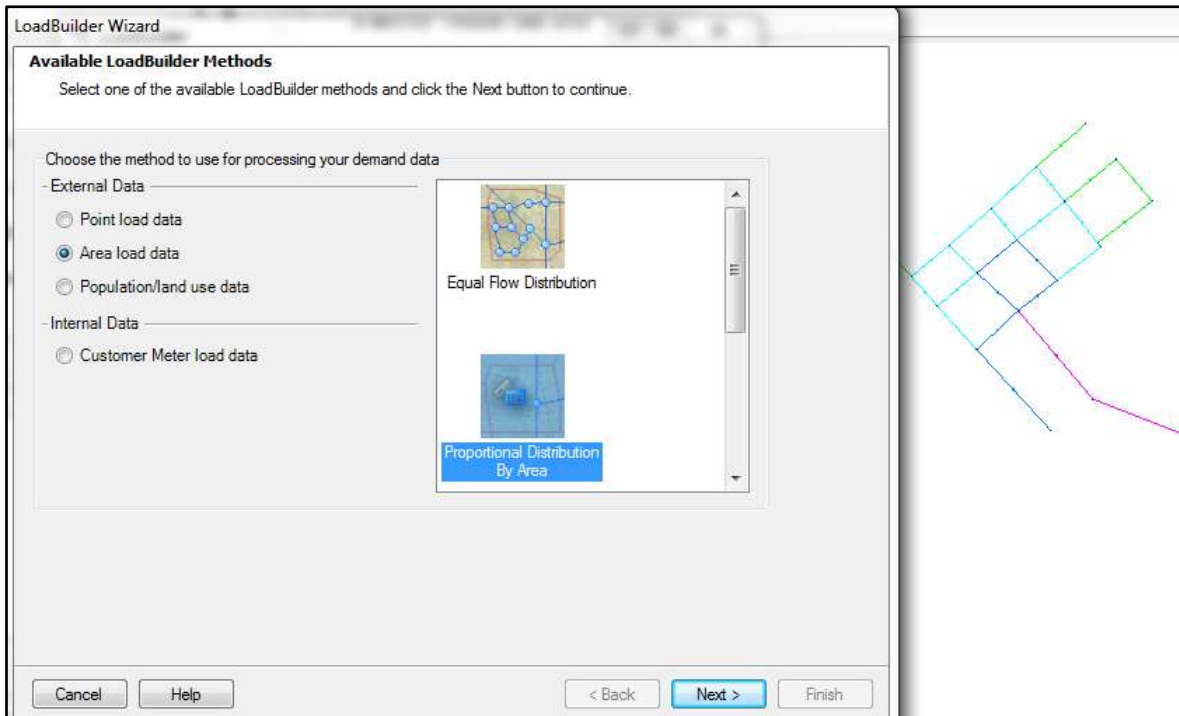 LoadBuilder Wizard
Available LoadBuilder Methods
Select one of the available LoadBuilder methods and click the Next button to continue.
Choose the method to use for processing your demand data
External Data
Point load data
Area load data
Population/land use data
Internal Data
Customer Meter load data
Equal Flow Distribution
Proportional Distribution
By Area
Cancel
Help
< Back
Next >
Finish